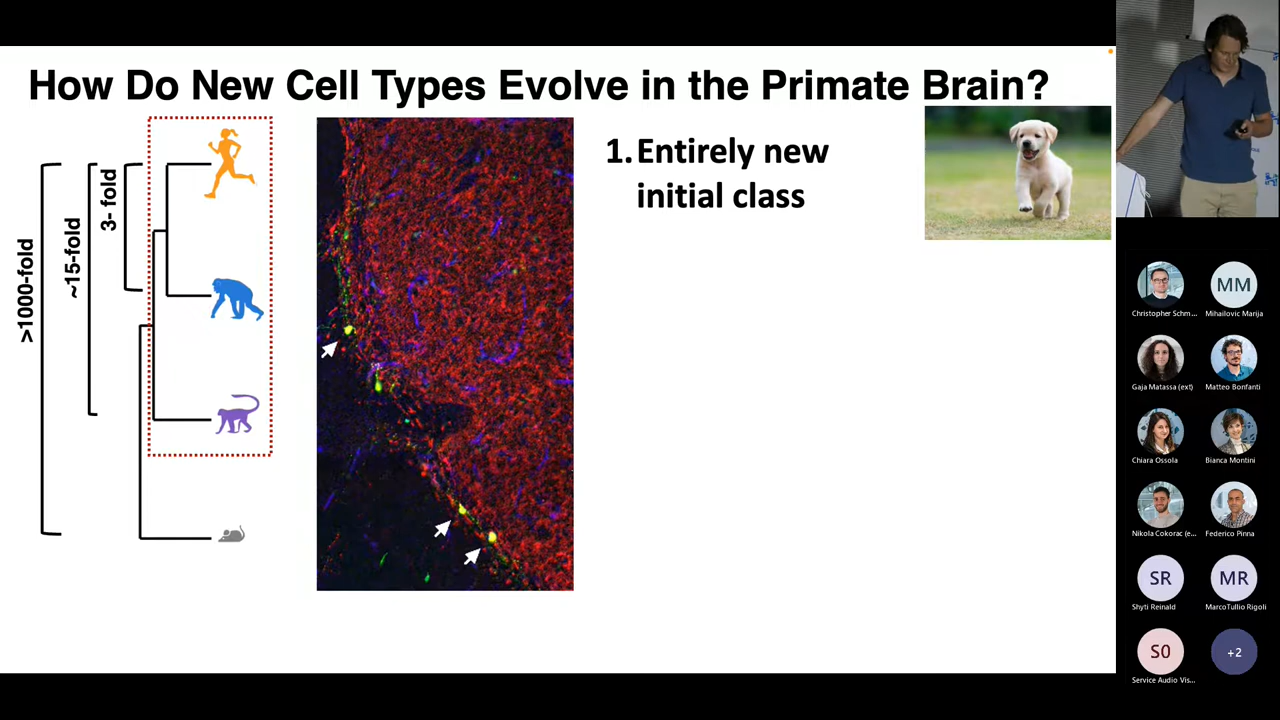 How Do New Cell Types Evolve in the Primate Brain?
>1000-fold
~15-fold
3- fold
1. Entirely new
initial class
Christopher Schm...
MM
Mihailovic Marija
Gaja Matassa (ext)
Matteo Bonfanti
Chiara Ossola
Bianca Montini
Nikola Cokorac (e...
Federico Pinna
SR
Shyti Reinald
MR
MarcoTullio Rigoli
S0
Service Audio Vis...
+2